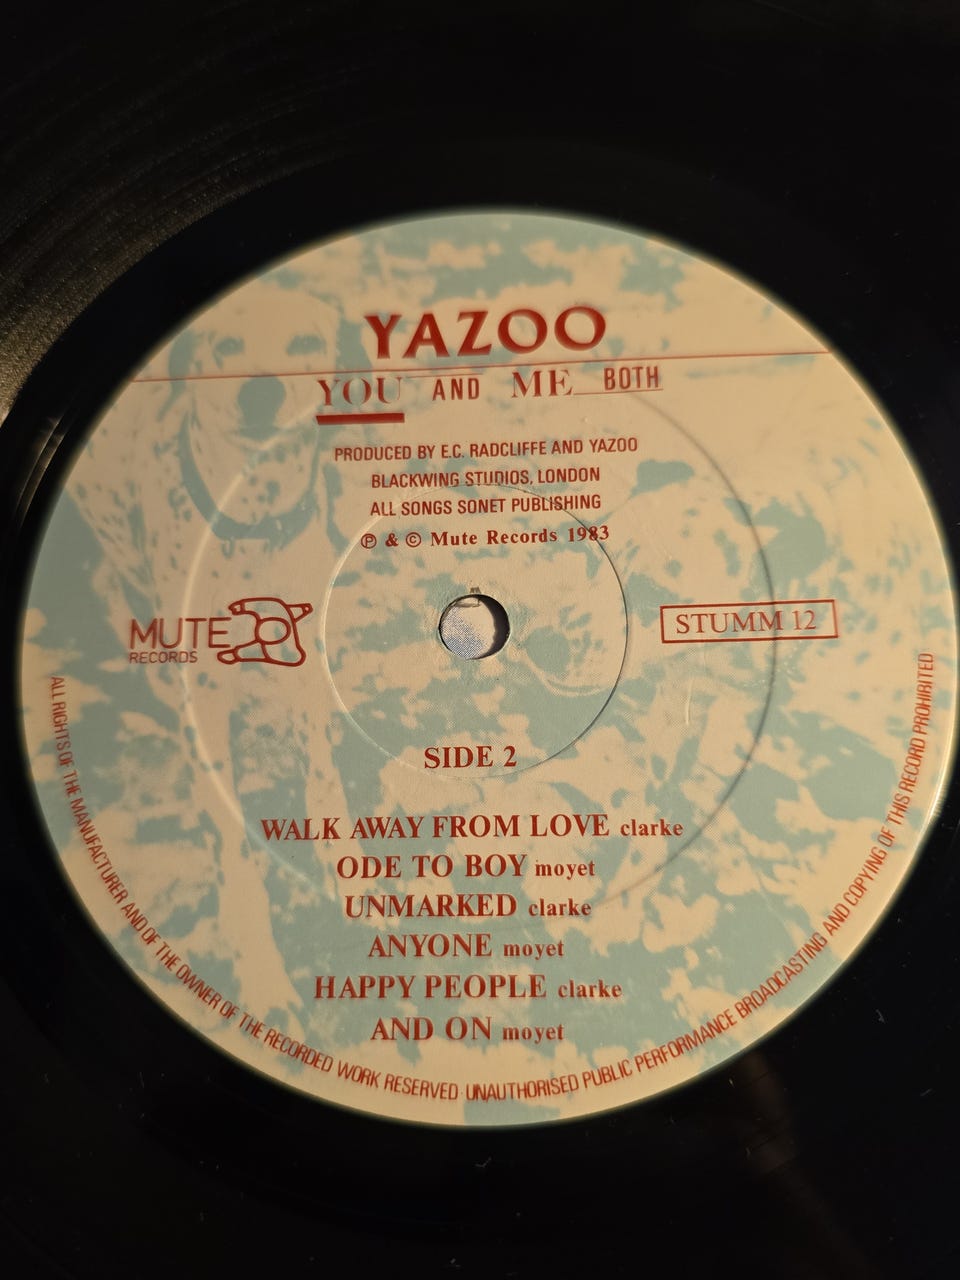 YAZOO
YOU AND ME BOTH
PRODUCED BY E.C. RADCLIFFE AND YAZOO
BLACKWING STUDIOS, LONDON
ALL SONGS SONET PUBLISHING
℗ & © Mute Records 1983
MUTE
RECORDS
STUMM 12
SIDE 2
WALK AWAY FROM LOVE clarke
ODE TO BOY moyet
UNMARKED clarke
ANYONE moyet
HAPPY PEOPLE clarke
AND ON moyet
ALL RIGHTS OF THE MANUFACTURER AND OF THE OWNER OF THE RECORDED WORK RESERVED · UNAUTHORISED PUBLIC PERFORMANCE BROADCASTING AND COPYING OF THIS RECORD PROHIBITED